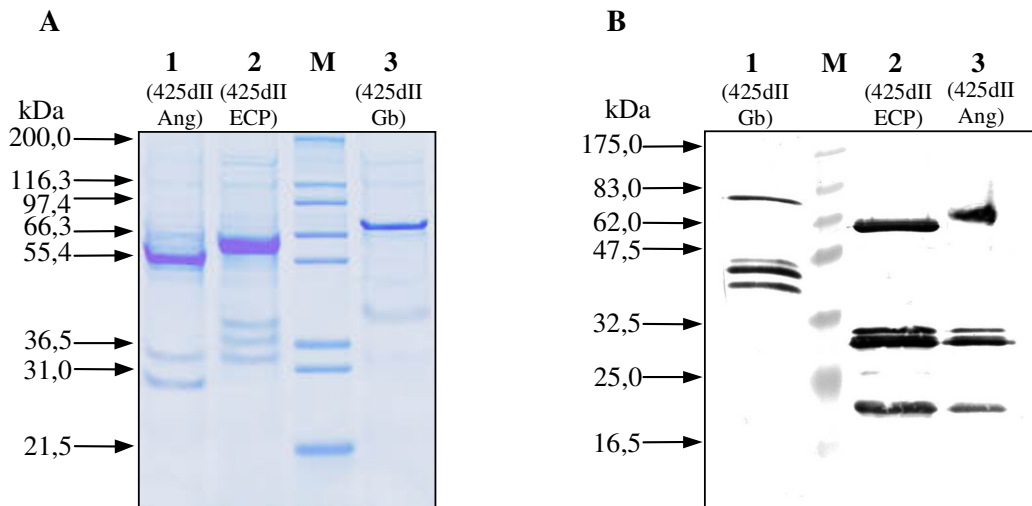 A
1 2 M 3
(425dII (425dII (425dII
Ang) ECP) Gb)
kDa
200,0
116,3
97,4
66,3
55,4
36,5
31,0
21,5
B
1 M 2 3
(425dII (425dII (425dII
Gb) ECP) Ang)
kDa
175,0
83,0
62,0
47,5
32,5
25,0
16,5